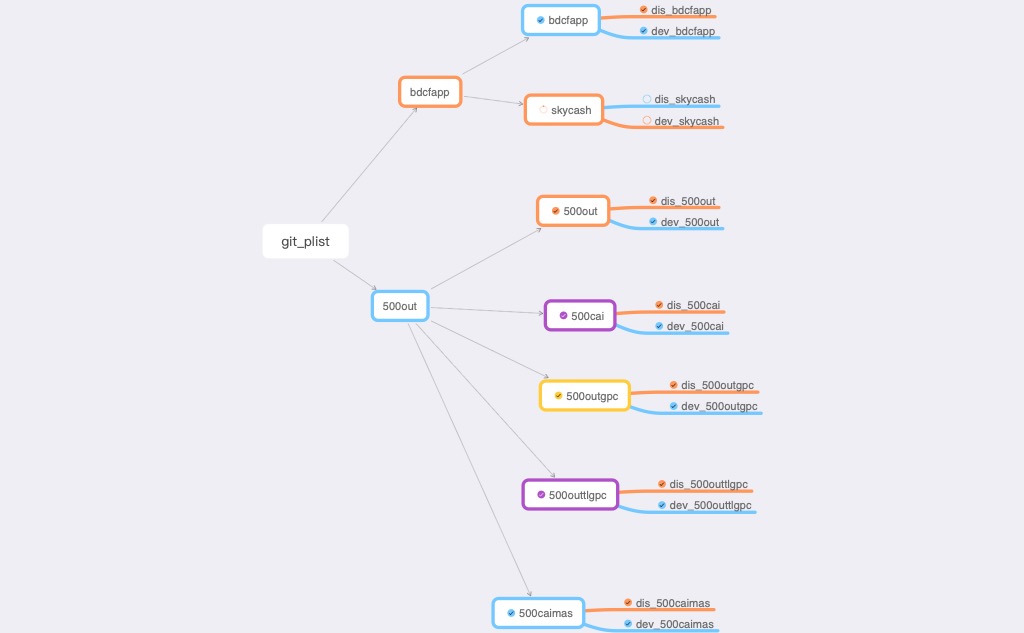 bdcfapp
dis_bdcfapp
dev_bdcfapp
bdcfapp
skycash
dis_skycash
dev_skycash
git_plist
500out
dis_500out
dev_500out
500out
500cai
dis_500cai
dev_500cai
500outgpc
dis_500outgpc
dev_500outgpc
500outtlgpc
dis_500outtlgpc
dev_500outtlgpc
500caimas
dis_500caimas
dev_500caimas